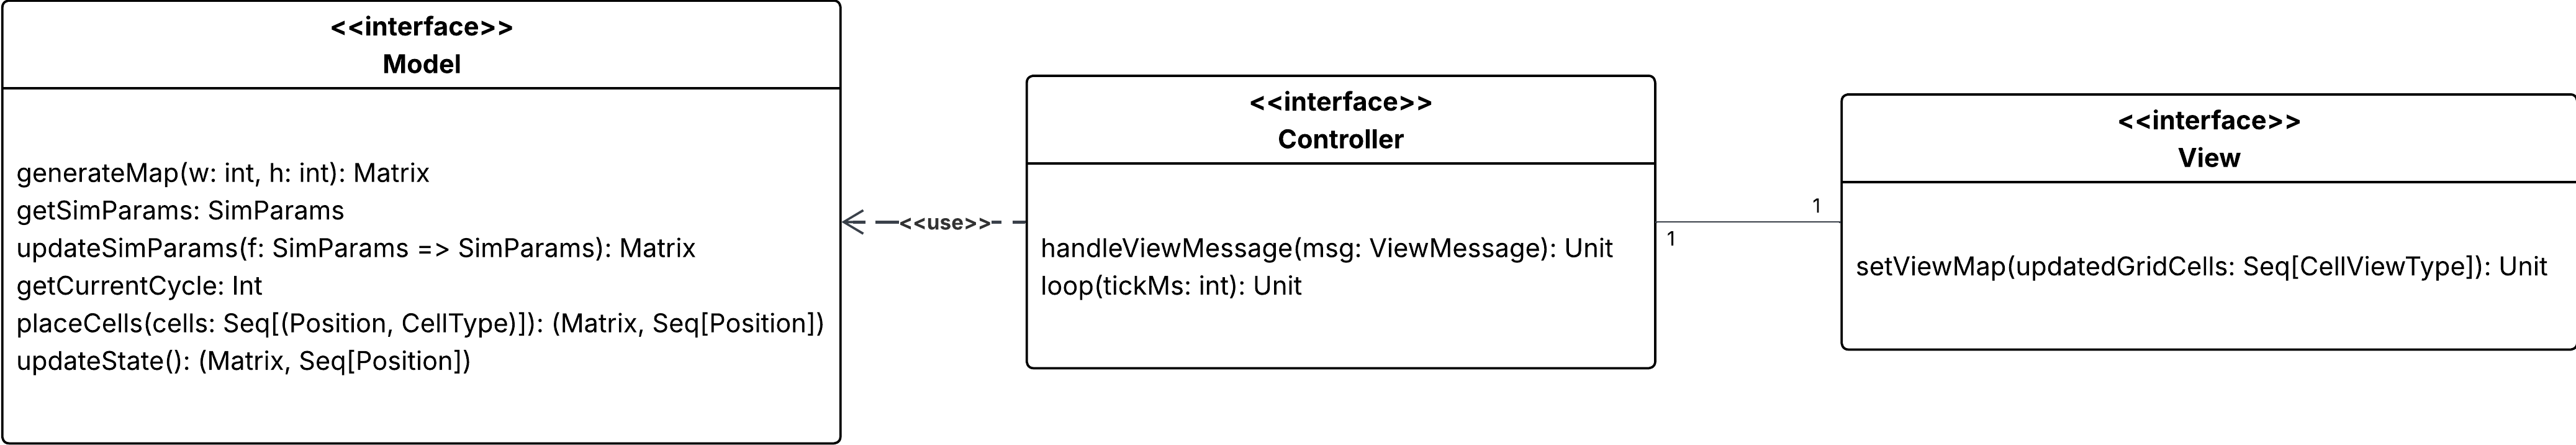 <<interface>>
Model
generateMap(w: int, h: int): Matrix
getSimParams: SimParams
updateSimParams(f: SimParams => SimParams): Matrix
getCurrentCycle: Int
placeCells(cells: Seq[(Position, CellType)]): (Matrix, Seq[Position])
updateState(): (Matrix, Seq[Position])
<<use>>
<<interface>>
Controller
handleViewMessage(msg: ViewMessage): Unit
loop(tickMs: int): Unit
1
1
<<interface>>
View
setViewMap(updatedGridCells: Seq[CellViewType]): Unit